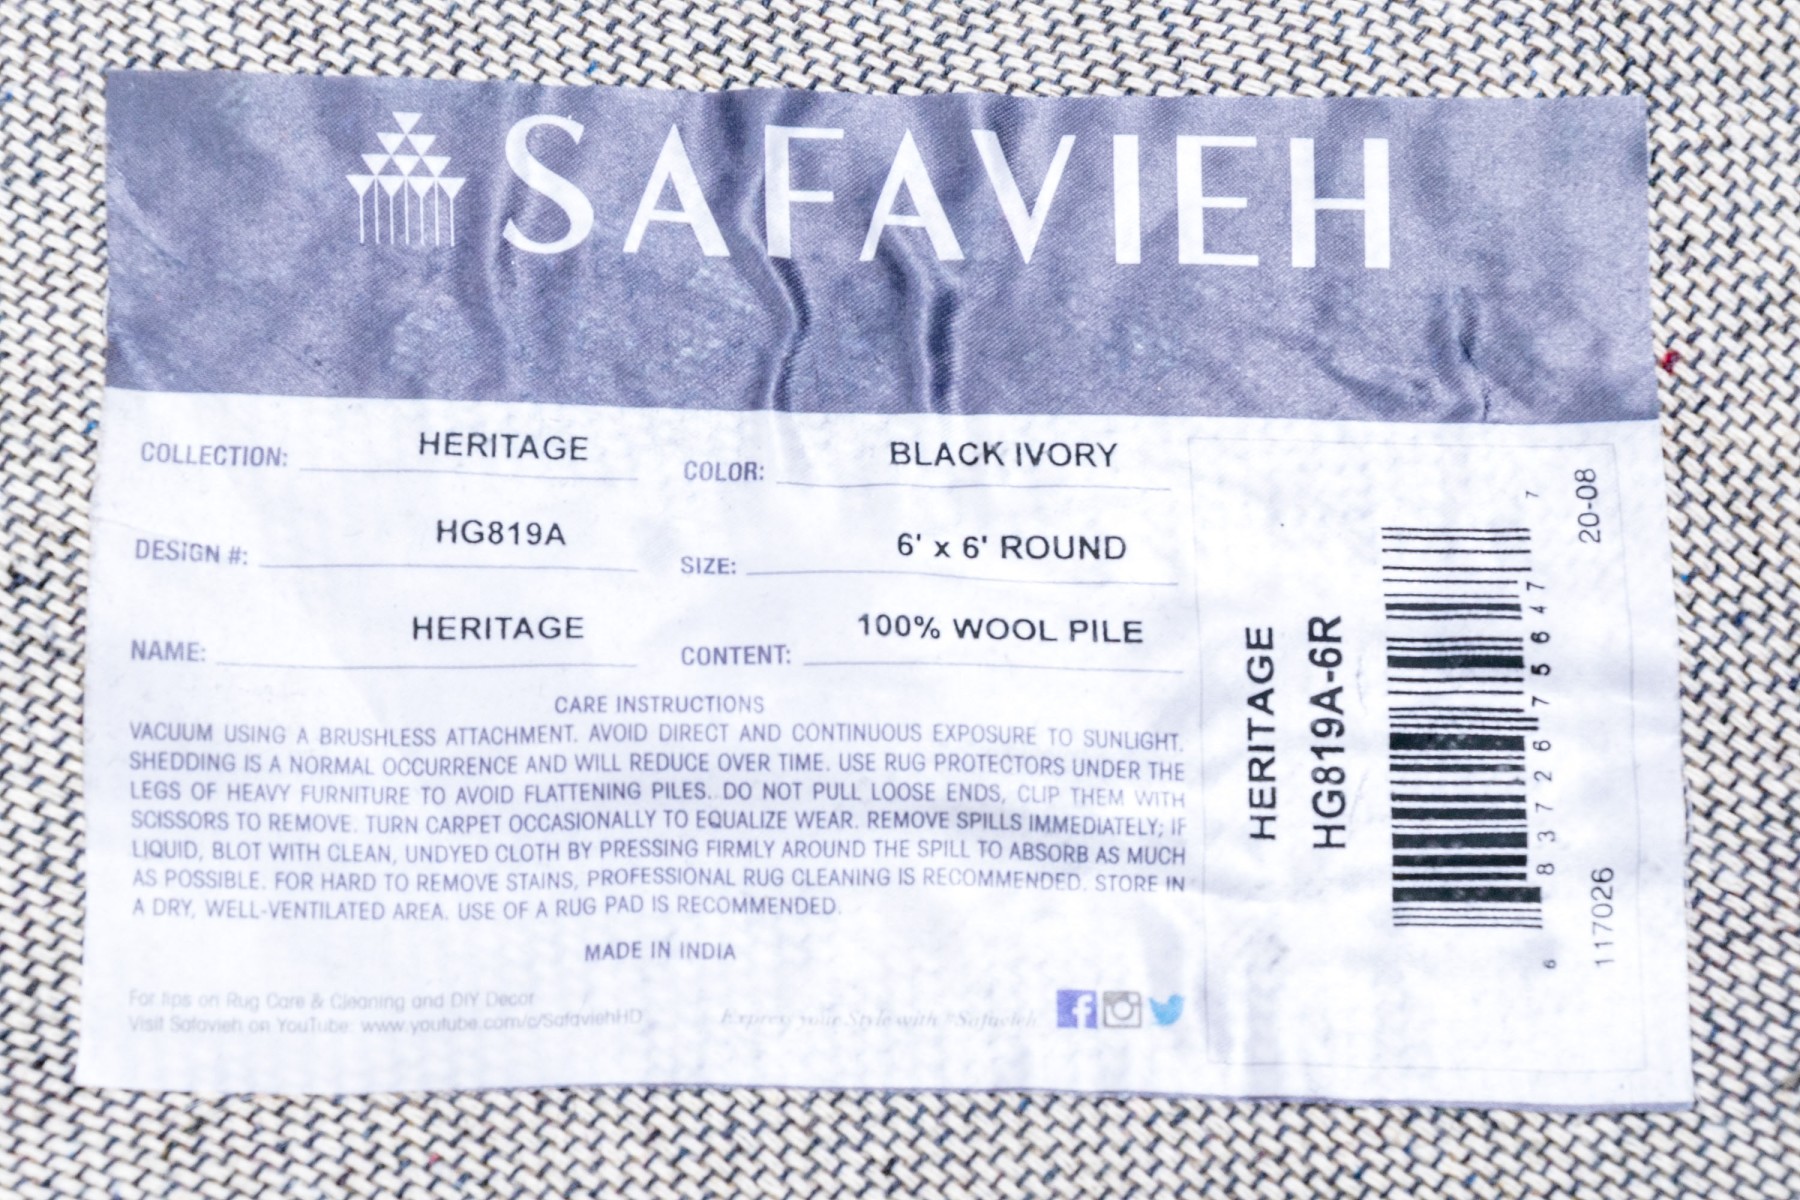 SAFAVIEH
COLLECTION: HERITAGE
COLOR: BLACK IVORY
DESIGN #: HG819A
SIZE: 6' x 6' ROUND
NAME: HERITAGE
CONTENT: 100% WOOL PILE
CARE INSTRUCTIONS
VACUUM USING A BRUSHLESS ATTACHMENT. AVOID DIRECT AND CONTINUOUS EXPOSURE TO SUNLIGHT.
SHEDDING IS A NORMAL OCCURRENCE AND WILL REDUCE OVER TIME. USE RUG PROTECTORS UNDER THE
LEGS OF HEAVY FURNITURE TO AVOID FLATTENING PILES. DO NOT PULL LOOSE ENDS, CLIP THEM WITH
SCISSORS TO REMOVE. TURN CARPET OCCASIONALLY TO EQUALIZE WEAR. REMOVE SPILLS IMMEDIATELY; IF
LIQUID, BLOT WITH CLEAN, UNDYED CLOTH BY PRESSING FIRMLY AROUND THE SPILL TO ABSORB AS MUCH
AS POSSIBLE. FOR HARD TO REMOVE STAINS, PROFESSIONAL RUG CLEANING IS RECOMMENDED. STORE IN
A DRY, WELL-VENTILATED AREA. USE OF A RUG PAD IS RECOMMENDED.
MADE IN INDIA
For tips on Rug Care & Cleaning and DIY Decor
Visit Safavieh on YouTube: www.youtube.com/c/SafaviehHD
Express your Style with #Safavieh
HERITAGE
HG819A-6R
6 83726 75647 7
117026
20-08